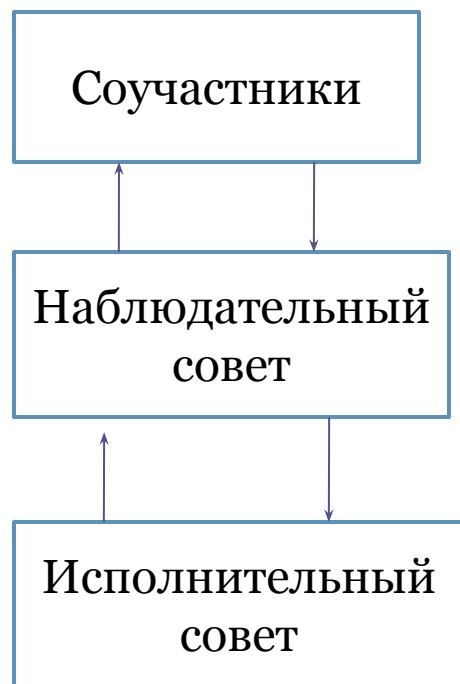 Соучастники
Наблюдательный
совет
Исполнительный
совет